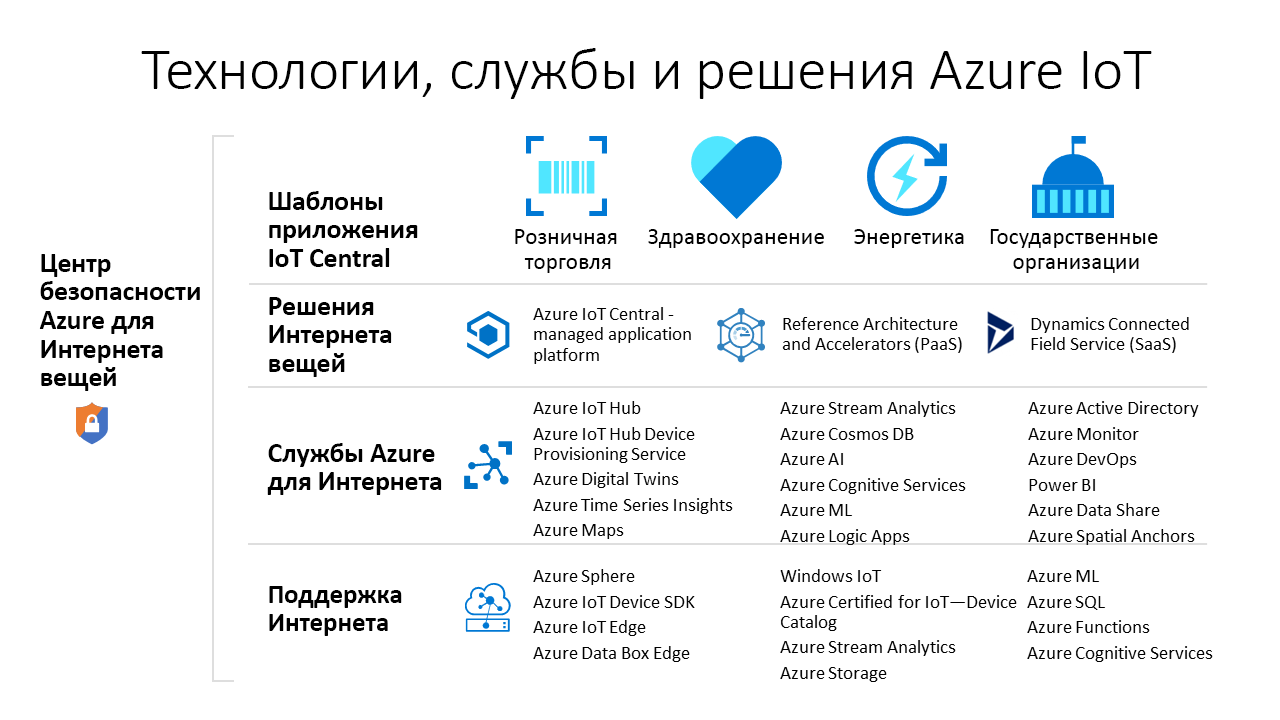 Технологии, службы и решения Azure IoT
Центр
безопасности
Azure для
Интернета
вещей
Шаблоны
приложения
IoT Central
Розничная
торговля
Здравоохранение
Энергетика
Государственные
организации
Решения
Интернета
вещей
Azure IoT Central -
managed application
platform
Reference Architecture
and Accelerators (PaaS)
Dynamics Connected
Field Service (SaaS)
Службы Azure
для Интернета
Azure IoT Hub
Azure IoT Hub Device
Provisioning Service
Azure Digital Twins
Azure Time Series Insights
Azure Maps
Azure Stream Analytics
Azure Cosmos DB
Azure AI
Azure Cognitive Services
Azure ML
Azure Logic Apps
Azure Active Directory
Azure Monitor
Azure DevOps
Power BI
Azure Data Share
Azure Spatial Anchors
Поддержка
Интернета
Azure Sphere
Azure IoT Device SDK
Azure IoT Edge
Azure Data Box Edge
Windows IoT
Azure Certified for IoT—Device
Catalog
Azure Stream Analytics
Azure Storage
Azure ML
Azure SQL
Azure Functions
Azure Cognitive Services